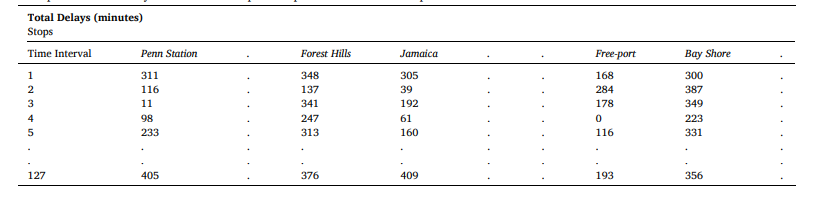 Total Delays (minutes)
Stops
Time Interval Penn Station . Forest Hills Jamaica . . Free-port Bay Shore .
1 311 . 348 305 . . 168 300 .
2 116 . 137 39 . . 284 387 .
3 11 . 341 192 . . 178 349 .
4 98 . 247 61 . . 0 223 .
5 233 . 313 160 . . 116 331 .
. . . . . . . . . .
. . . . . . . . . .
127 405 . 376 409 . . 193 356 .